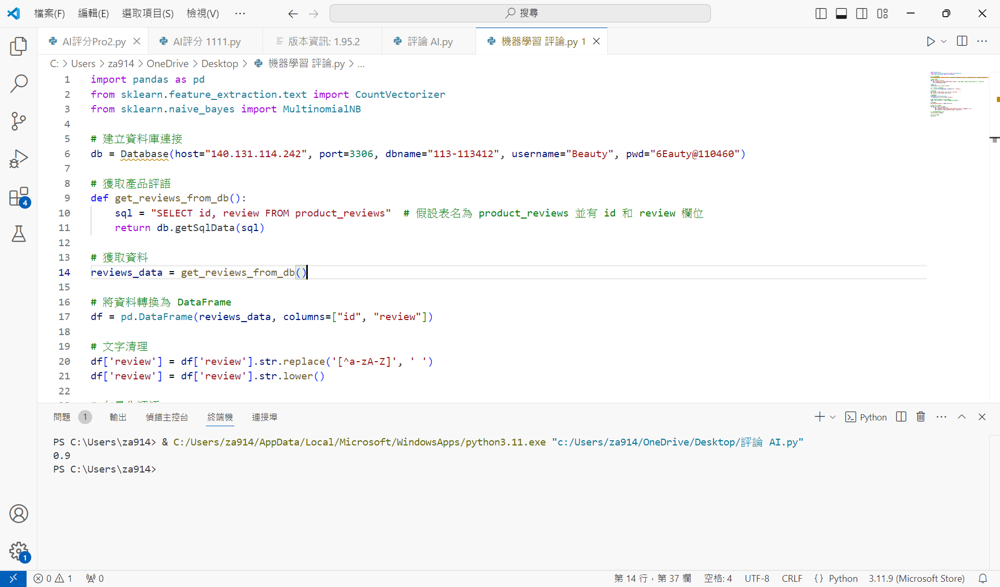 檔案(F) 編輯(E) 選取項目(S) 檢視(V) ··· 搜尋
AI評分Pro2.py AI評分 1111.py 版本資訊: 1.95.2 評論 AI.py 機器學習 評論.py 1
C: > Users > za914 > OneDrive > Desktop > 機器學習 評論.py > ...
1 import pandas as pd
2 from sklearn.feature_extraction.text import CountVectorizer
3 from sklearn.naive_bayes import MultinomialNB
4
5 # 建立資料庫連接
6 db = Database(host="140.131.114.242", port=3306, dbname="113-113412", username="Beauty", pwd="6Eauty@110460")
7
8 # 獲取產品評語
9 def get_reviews_from_db():
10 sql = "SELECT id, review FROM product_reviews" # 假設表名為 product_reviews 並有 id 和 review 欄位
11 return db.getSqlData(sql)
12
13 # 獲取資料
14 reviews_data = get_reviews_from_db()
15
16 # 將資料轉換為 DataFrame
17 df = pd.DataFrame(reviews_data, columns=["id", "review"])
18
19 # 文字清理
20 df['review'] = df['review'].str.replace('[^a-zA-Z]', ' ')
21 df['review'] = df['review'].str.lower()
22
4
問題 1 輸出 偵錯主控台 終端機 連接埠 Python
PS C:\Users\za914> & C:/Users/za914/AppData/Local/Microsoft/WindowsApps/python3.11.exe "c:/Users/za914/OneDrive/Desktop/評論 AI.py"
0.9
PS C:\Users\za914>
1
0 1 0 第 14 行，第 37 欄 空格: 4 UTF-8 CRLF {} Python 3.11.9 (Microsoft Store)